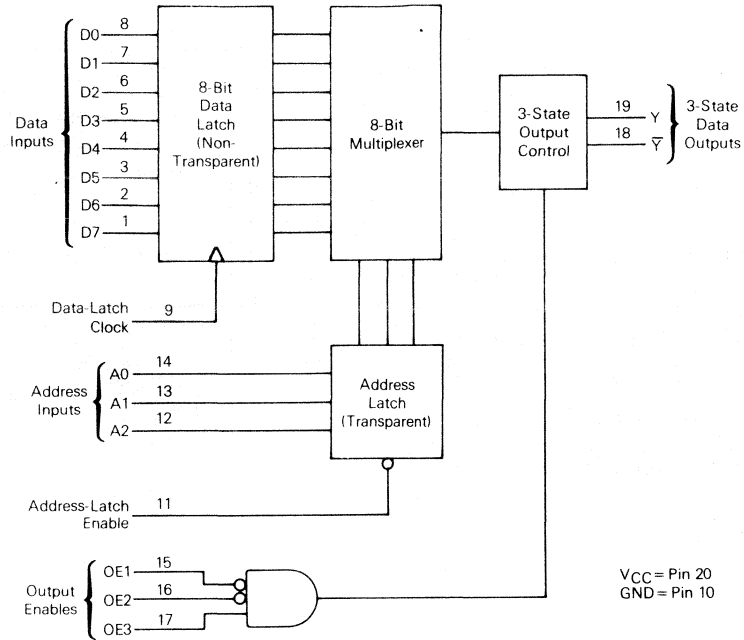 Data
Inputs
D0 8
D1 7
D2 6
D3 5
D4 4
D5 3
D6 2
D7 1
8-Bit
Data
Latch
(Non-
Transparent)
8-Bit
Multiplexer
3-State
Output
Control
19 Y
18 Y̅
3-State
Data
Outputs
Data-Latch
Clock
9
Address
Inputs
A0 14
A1 13
A2 12
Address
Latch
(Transparent)
Address-Latch
Enable
11
Output
Enables
OE1 15
OE2 16
OE3 17
VCC = Pin 20
GND = Pin 10